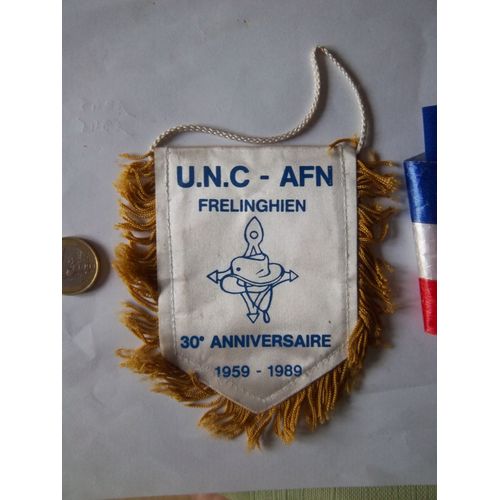 U.N.C - AFN
FRELINGHIEN
30° ANNIVERSAIRE
1959 - 1989